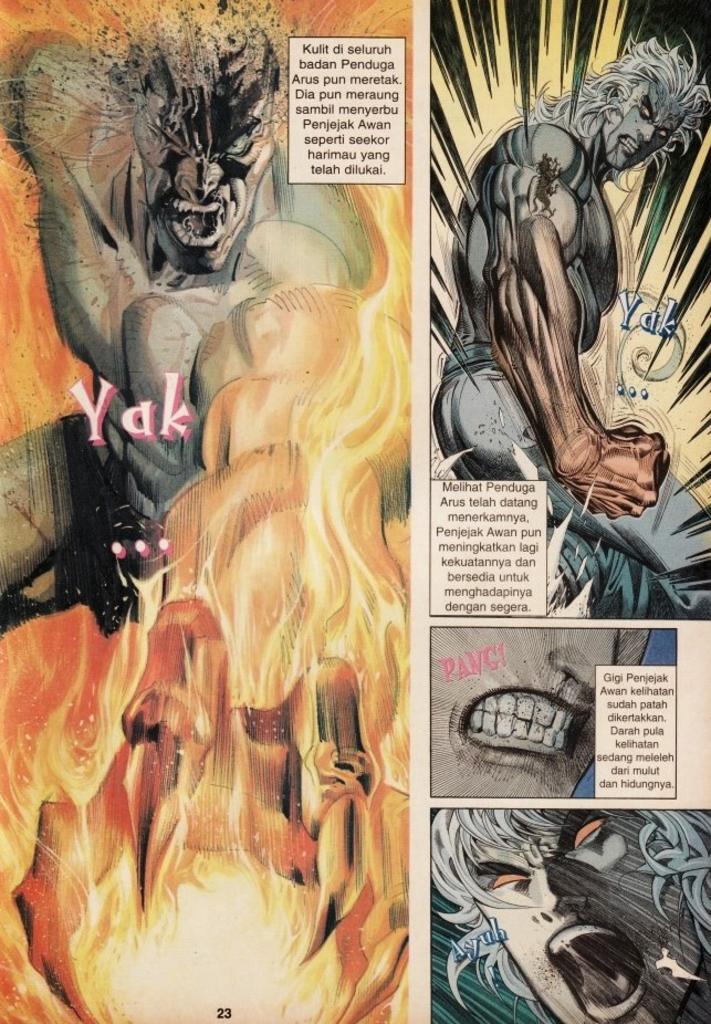 Kulit di seluruh
badan Penduga
Arus pun meretak.
Dia pun meraung
sambil menyerbu
Penjejak Awan
seperti seekor
harimau yang
telah dilukai.
Yak
...
Yak
...
Melihat Penduga
Arus telah datang
menerkamnya,
Penjejak Awan pun
meningkatkan lagi
kekuatannya dan
bersedia untuk
menghadapinya
dengan segera.
PANG!
Gigi Penjejak
Awan kelihatan
sudah patah
dikertakkan.
Darah pula
kelihatan
sedang meleleh
dari mulut
dan hidungnya.
Ayuh
23